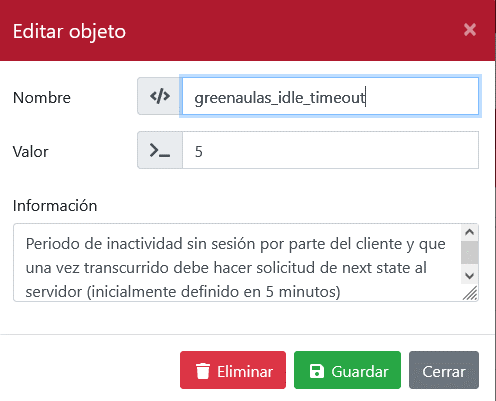 Editar objeto ×
Nombre </> greenaulas_idle_timeout
Valor >_ 5
Información
Periodo de inactividad sin sesión por parte del cliente y que
una vez transcurrido debe hacer solicitud de next state al
servidor (inicialmente definido en 5 minutos)
Eliminar Guardar Cerrar